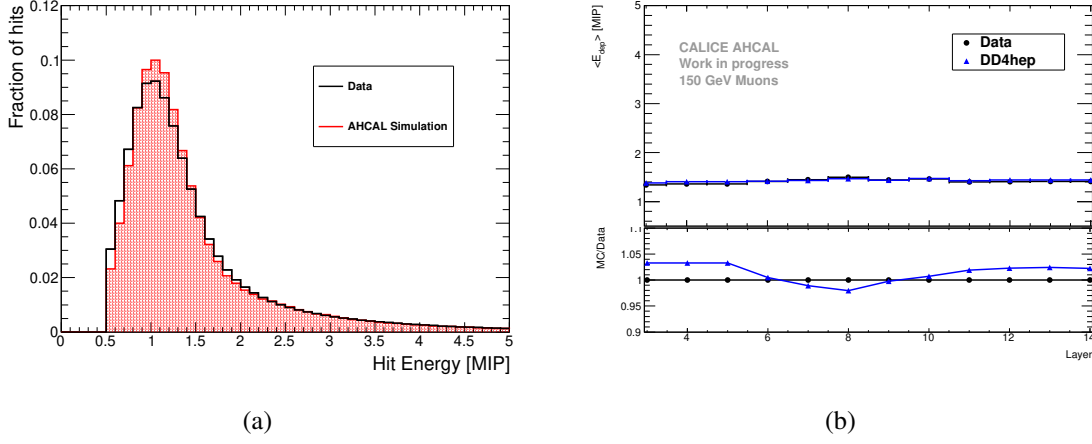 Fraction of hits
0.12
0.1
0.08
0.06
0.04
0.02
0
Data
AHCAL Simulation
0 0.5 1 1.5 2 2.5 3 3.5 4 4.5 5
Hit Energy [MIP]
(a)
<E_dep> [MIP]
5
4
3
2
1
CALICE AHCAL
Work in progress
150 GeV Muons
Data
DD4hep
MC/Data
1.1
1.05
1.0
0.95
0.9
4 6 8 10 12 14
Layer
(b)